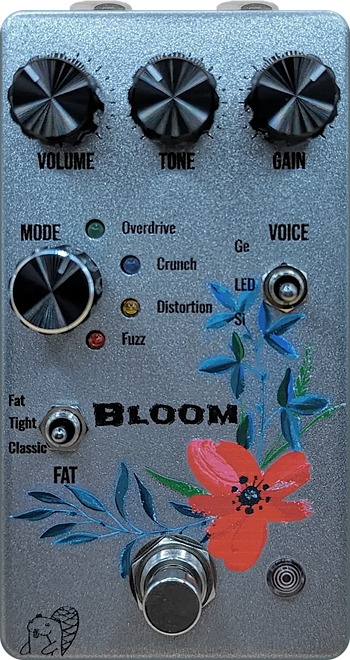 VOLUME TONE GAIN
MODE
Overdrive
Crunch
Distortion
Fuzz
VOICE
Ge
LED
Si
Fat
Tight
Classic
FAT
BLOOM